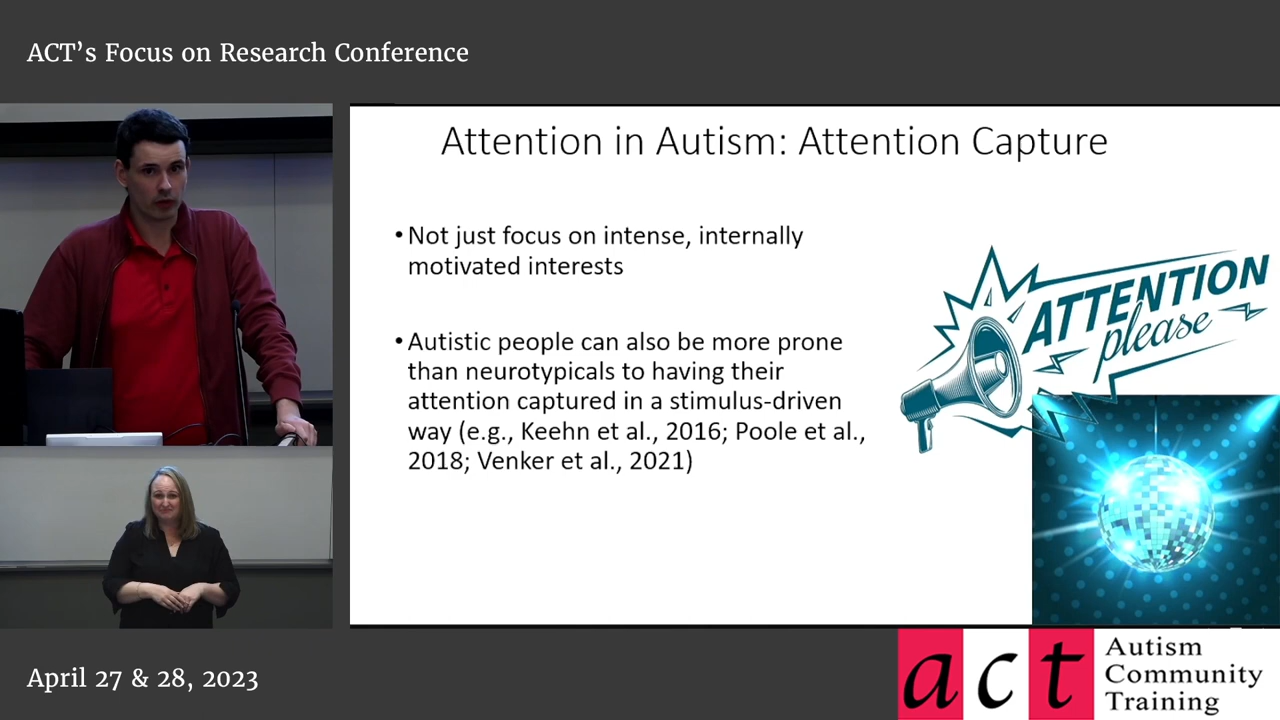 ACT’s Focus on Research Conference
Attention in Autism: Attention Capture
• Not just focus on intense, internally
motivated interests
• Autistic people can also be more prone
than neurotypicals to having their
attention captured in a stimulus-driven
way (e.g., Keehn et al., 2016; Poole et al.,
2018; Venker et al., 2021)
ATTENTION
please
April 27 & 28, 2023
act
Autism
Community
Training